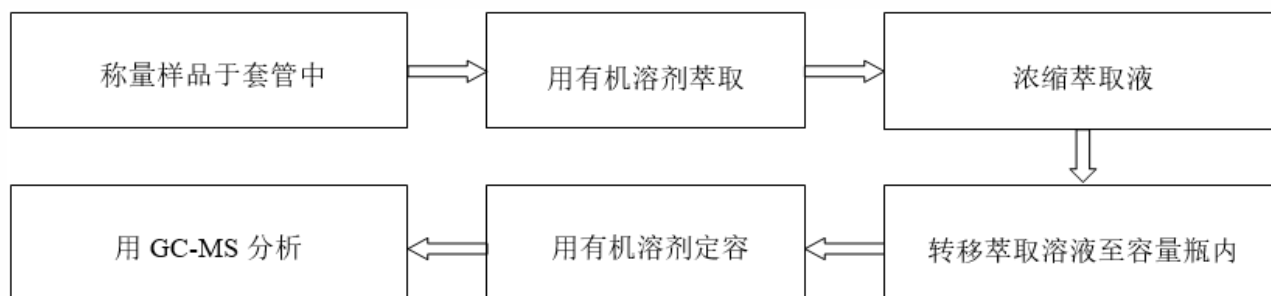 称量样品于套管中
用有机溶剂萃取
浓缩萃取液
转移萃取溶液至容量瓶内
用有机溶剂定容
用 GC-MS 分析